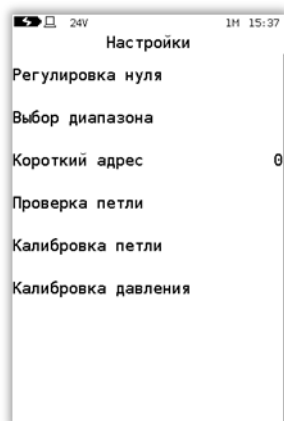 24V 1M 15:37
Настройки
Регулировка нуля
Выбор диапазона
Короткий адрес 0
Проверка петли
Калибровка петли
Калибровка давления